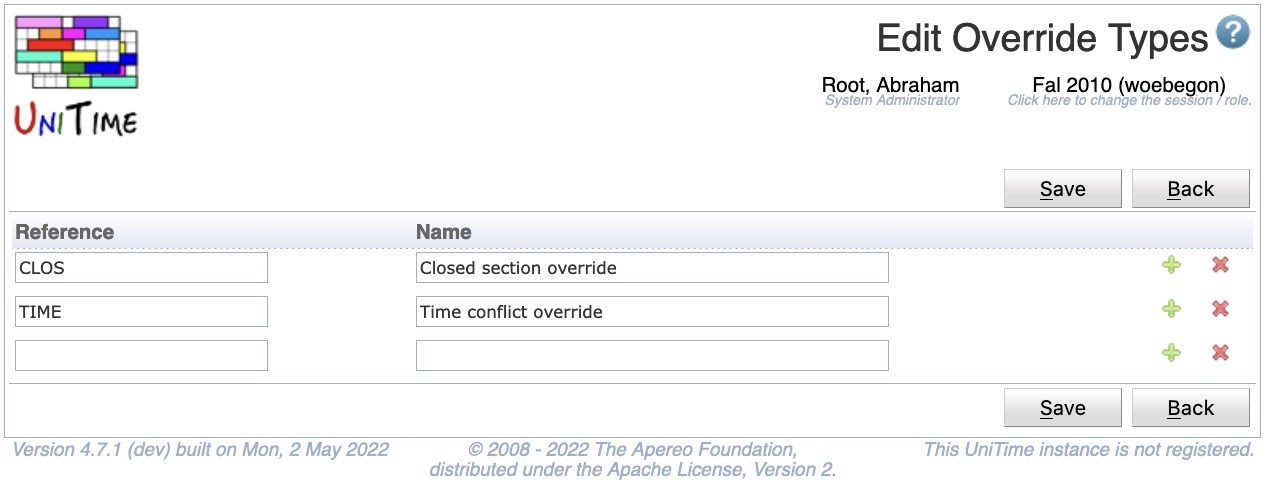 UniTime
Edit Override Types ?
Root, Abraham Fal 2010 (woebegon)
System Administrator Click here to change the session / role.
Save Back
Reference Name
CLOS Closed section override
TIME Time conflict override
Save Back
Version 4.7.1 (dev) built on Mon, 2 May 2022 © 2008 - 2022 The Apereo Foundation, This UniTime instance is not registered.
distributed under the Apache License, Version 2.